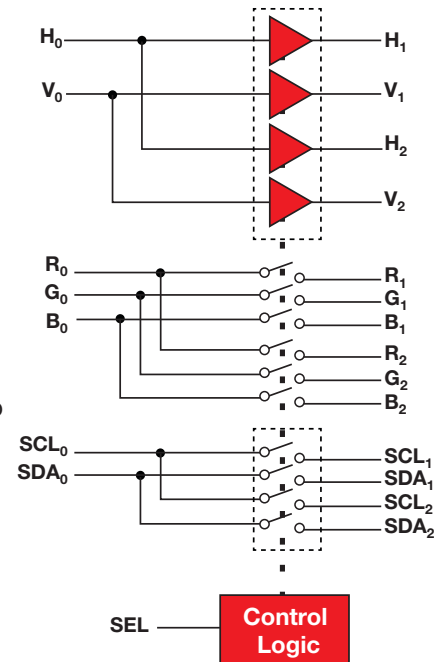 H₀ H₁
V₀ V₁
H₂
V₂
R₀ R₁
G₀ G₁
B₀ B₁
R₂
G₂
B₂
SCL₀ SCL₁
SDA₀ SDA₁
SCL₂
SDA₂
SEL Control
Logic